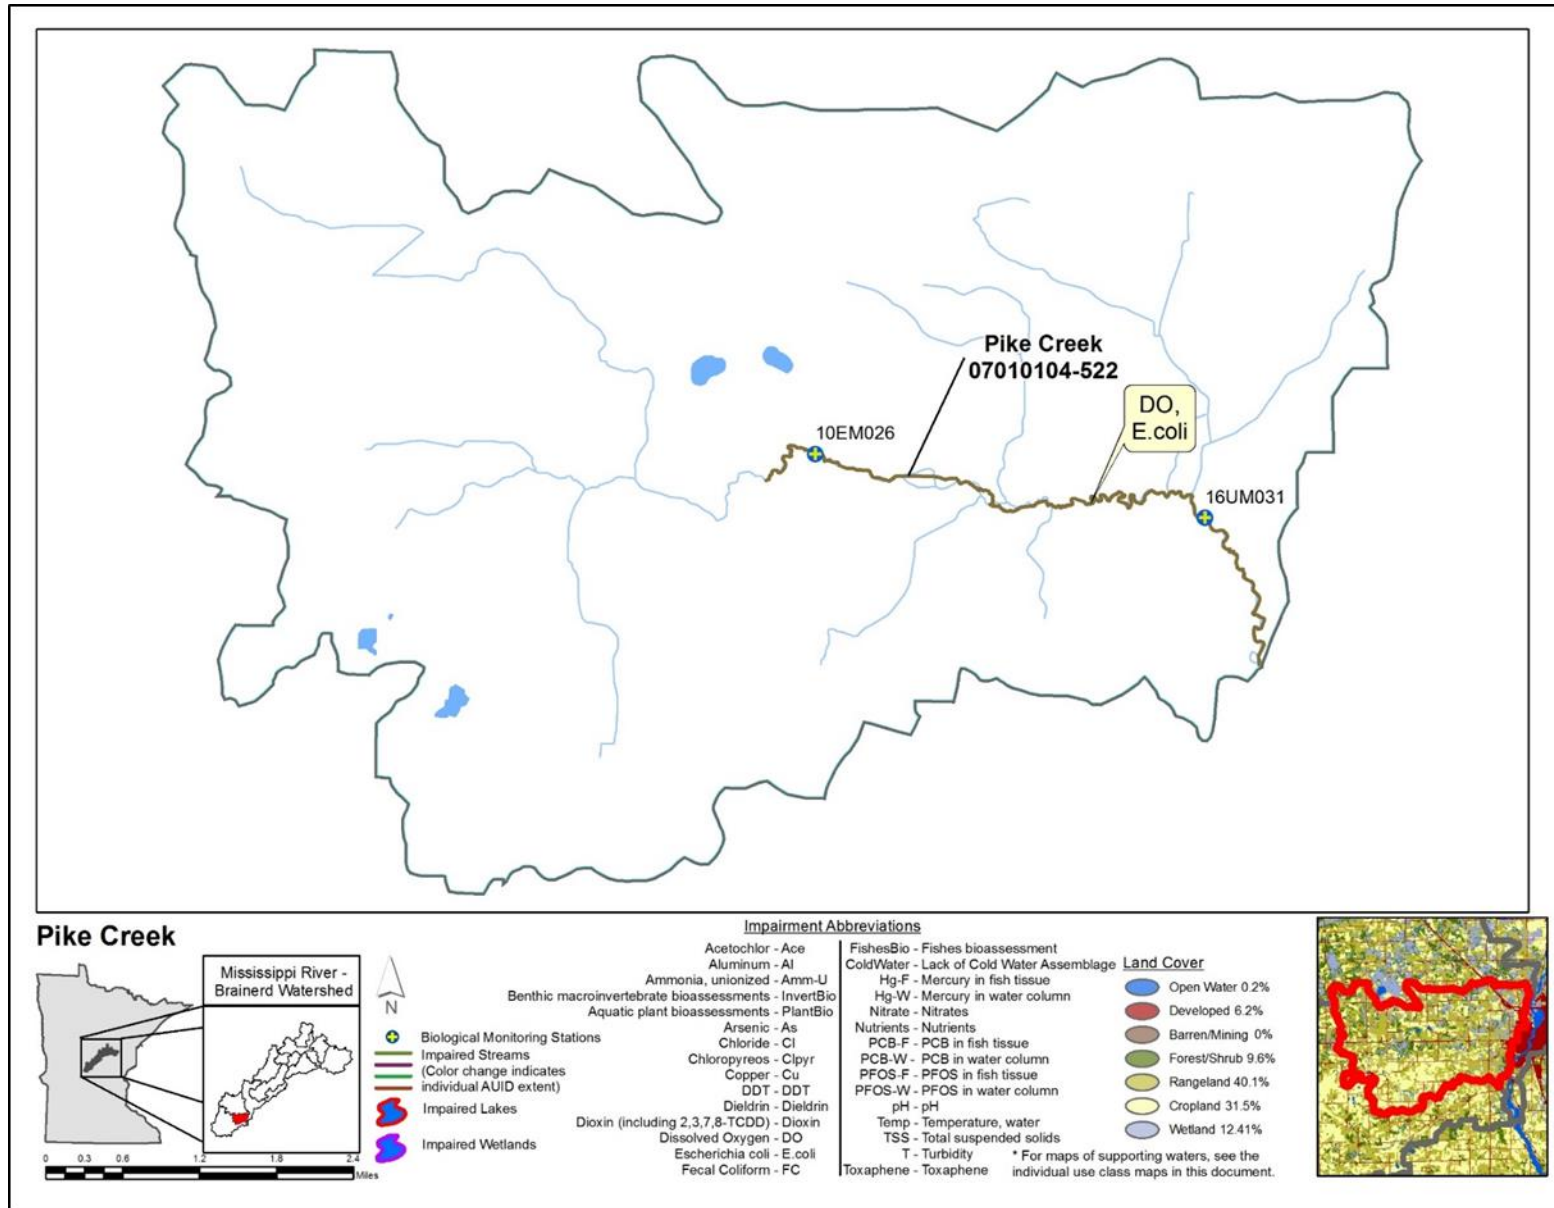 Pike Creek
07010104-522
DO,
E.coli
10EM026
16UM031
Pike Creek
Mississippi River -
Brainerd Watershed
N
Biological Monitoring Stations
Impaired Streams
(Color change indicates
individual AUID extent)
Impaired Lakes
Impaired Wetlands
0 0.3 0.6 1.2 1.8 2.4
Miles
Impairment Abbreviations
Acetochlor - Ace
Aluminum - Al
Ammonia, unionized - Amm-U
Benthic macroinvertebrate bioassessments - InvertBio
Aquatic plant bioassessments - PlantBio
Arsenic - As
Chloride - Cl
Chloropyreos - Clpyr
Copper - Cu
DDT - DDT
Dieldrin - Dieldrin
Dioxin (including 2,3,7,8-TCDD) - Dioxin
Dissolved Oxygen - DO
Escherichia coli - E.coli
Fecal Coliform - FC
FishesBio - Fishes bioassessment
ColdWater - Lack of Cold Water Assemblage
Hg-F - Mercury in fish tissue
Hg-W - Mercury in water column
Nitrate - Nitrates
Nutrients - Nutrients
PCB-F - PCB in fish tissue
PCB-W - PCB in water column
PFOS-F - PFOS in fish tissue
PFOS-W - PFOS in water column
pH - pH
Temp - Temperature, water
TSS - Total suspended solids
T - Turbidity
Toxaphene - Toxaphene
Land Cover
Open Water 0.2%
Developed 6.2%
Barren/Mining 0%
Forest/Shrub 9.6%
Rangeland 40.1%
Cropland 31.5%
Wetland 12.41%
* For maps of supporting waters, see the
individual use class maps in this document.